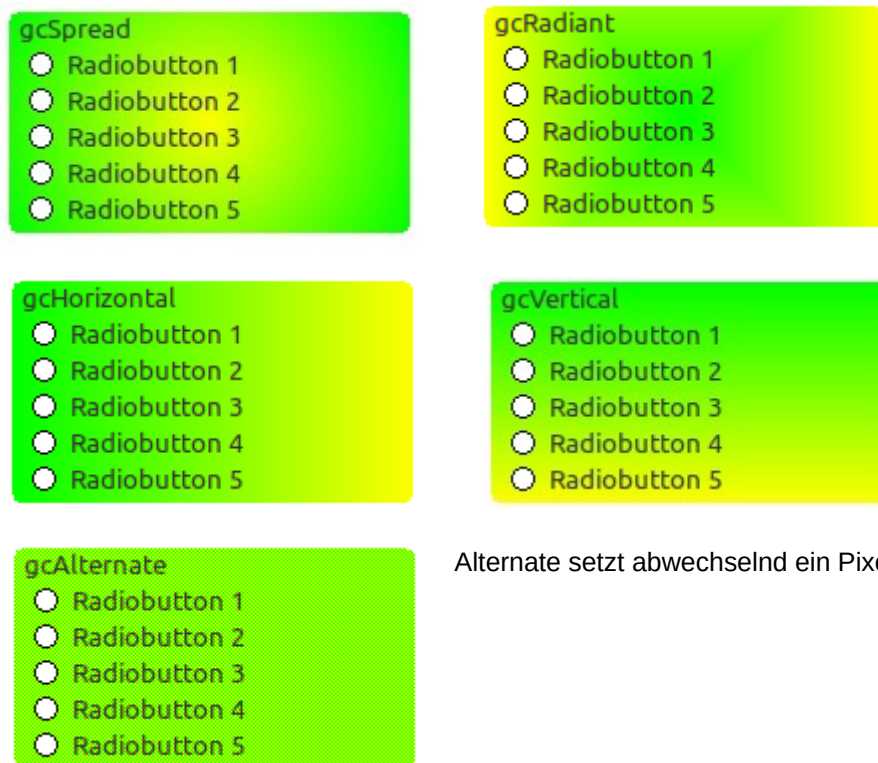 gcSpread
Radiobutton 1
Radiobutton 2
Radiobutton 3
Radiobutton 4
Radiobutton 5
gcRadiant
Radiobutton 1
Radiobutton 2
Radiobutton 3
Radiobutton 4
Radiobutton 5
gcHorizontal
Radiobutton 1
Radiobutton 2
Radiobutton 3
Radiobutton 4
Radiobutton 5
gcVertical
Radiobutton 1
Radiobutton 2
Radiobutton 3
Radiobutton 4
Radiobutton 5
gcAlternate
Radiobutton 1
Radiobutton 2
Radiobutton 3
Radiobutton 4
Radiobutton 5
Alternate setzt abwechselnd ein